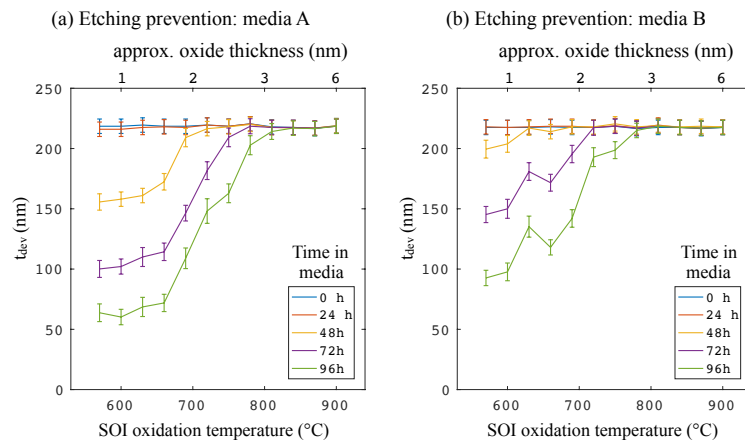 (a) Etching prevention: media A
approx. oxide thickness (nm)
1 2 3 6
250
200
150
100
50
0
t_dev (nm)
Time in
media
0 h
24 h
48h
72h
96h
600 700 800 900
SOI oxidation temperature (°C)
(b) Etching prevention: media B
approx. oxide thickness (nm)
1 2 3 6
250
200
150
100
50
0
t_dev (nm)
Time in
media
0 h
24 h
48h
72h
96h
600 700 800 900
SOI oxidation temperature (°C)